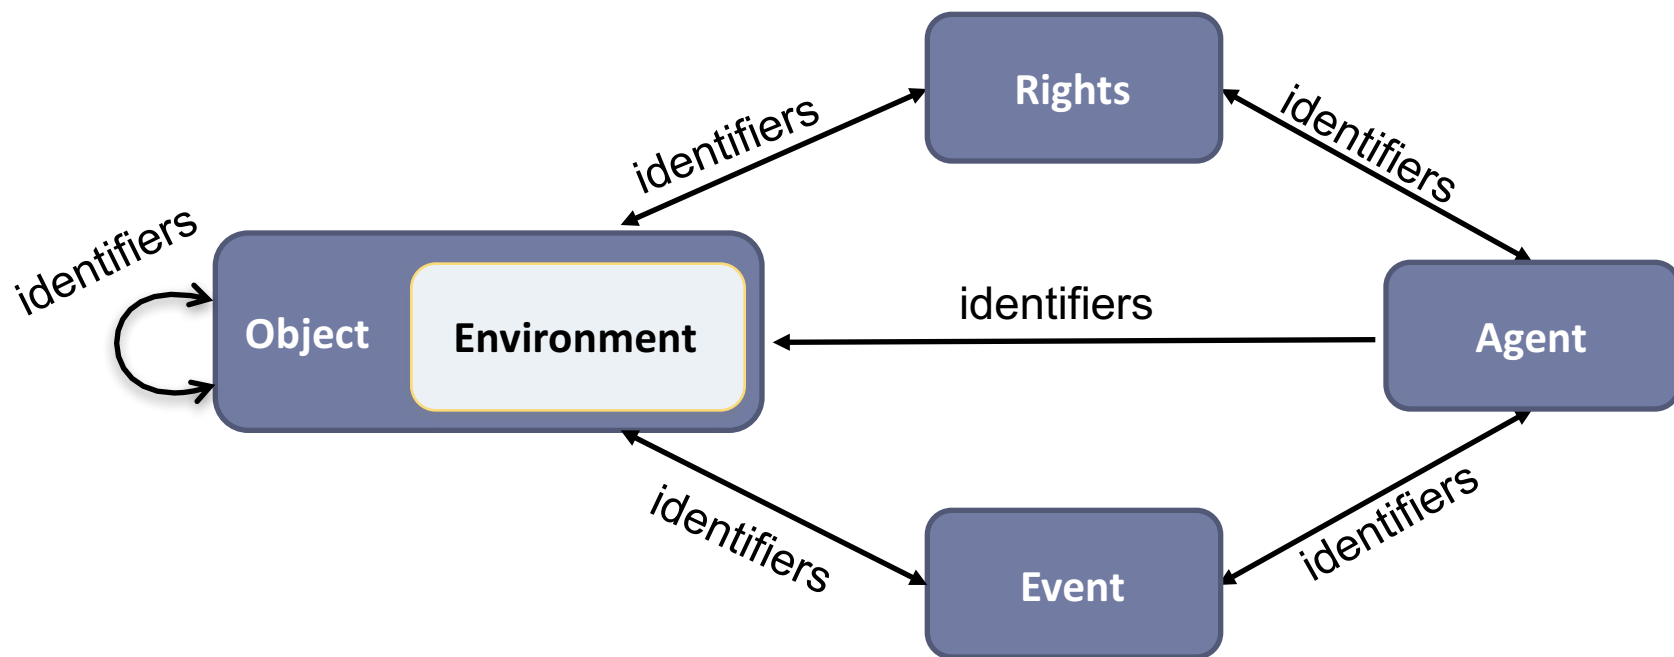 Rights
identifiers
identifiers
identifiers
Object
Environment
identifiers
Agent
identifiers
identifiers
Event